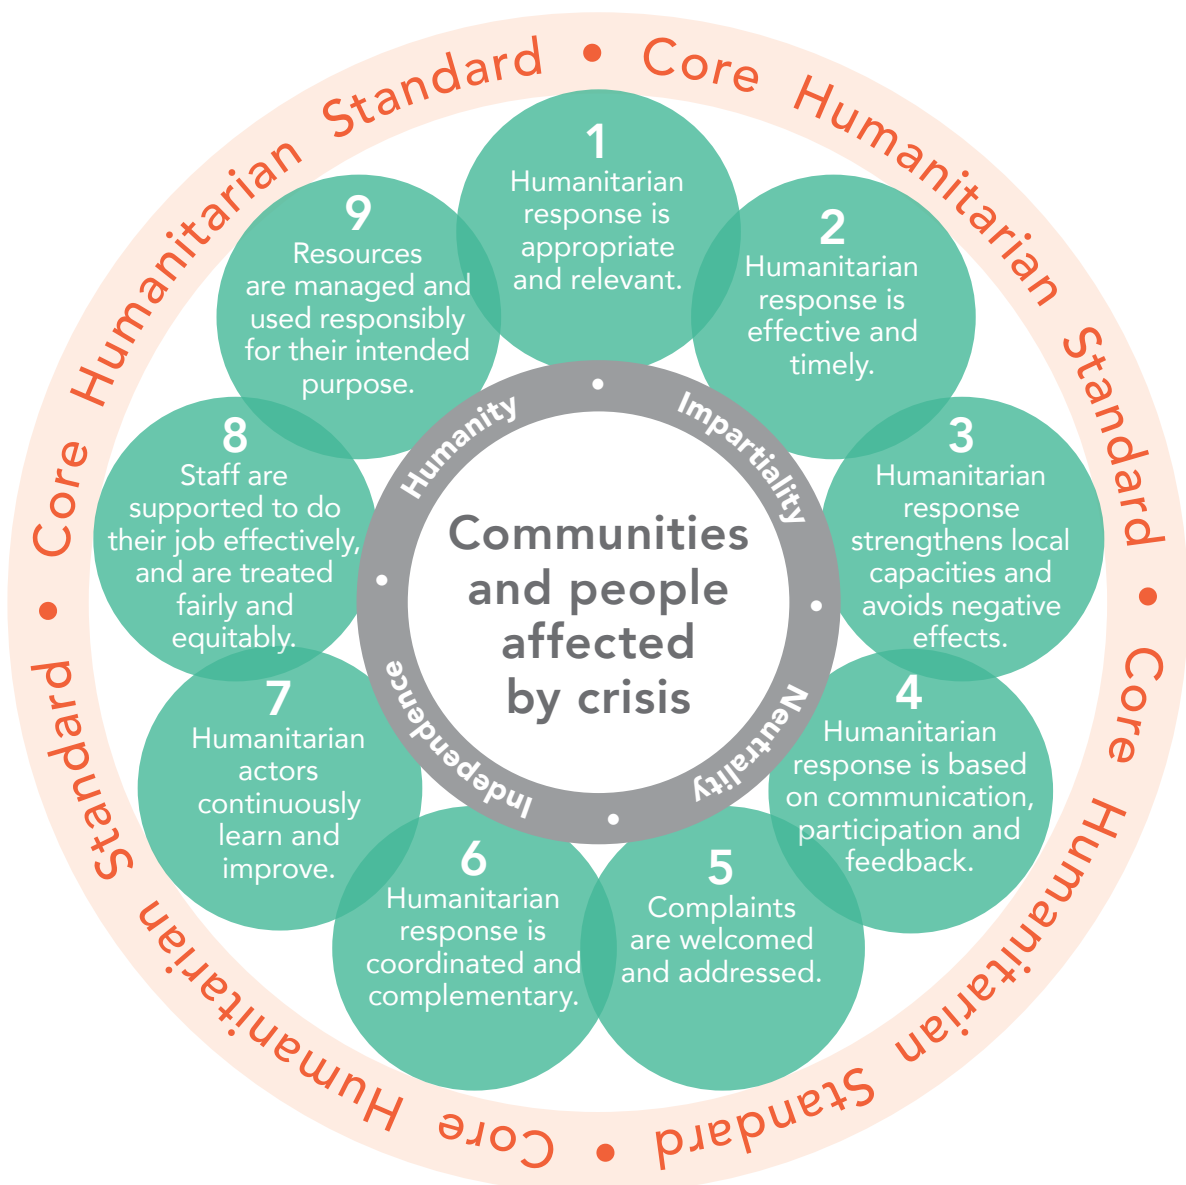 Core Humanitarian Standard • Core Humanitarian Standard • Core Humanitarian Standard • Core Humanitarian Standard •
1
Humanitarian
response is
appropriate
and relevant.
2
Humanitarian
response is
effective and
timely.
3
Humanitarian
response
strengthens local
capacities and
avoids negative
effects.
4
Humanitarian
response is based
on communication,
participation and
feedback.
5
Complaints
are welcomed
and addressed.
6
Humanitarian
response is
coordinated and
complementary.
7
Humanitarian
actors
continuously
learn and
improve.
8
Staff are
supported to do
their job effectively,
and are treated
fairly and
equitably.
9
Resources
are managed and
used responsibly
for their intended
purpose.
Humanity • Impartiality • Neutrality • Independence •
Communities
and people
affected
by crisis